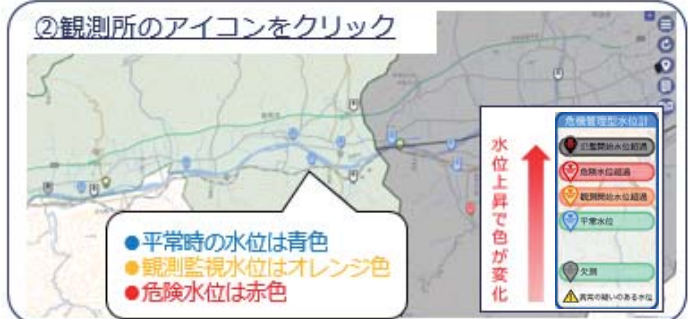 ②観測所のアイコンをクリック
●平常時の水位は青色
●観測監視水位はオレンジ色
●危険水位は赤色
水位上昇で色が変化
危機管理型水位計
氾濫開始水位超過
危険水位超過
観測開始水位超過
平常水位
欠測
異常の疑いのある水位